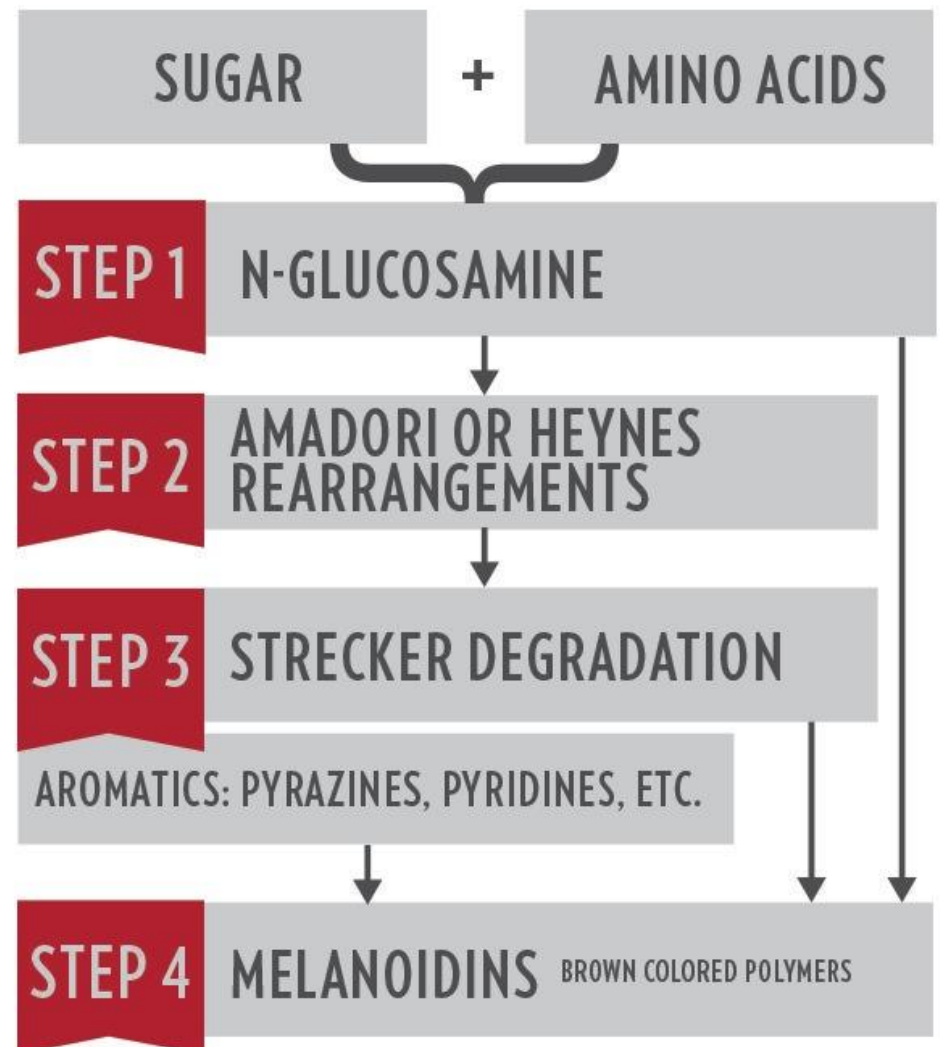 SUGAR + AMINO ACIDS
STEP 1 N-GLUCOSAMINE
STEP 2 AMADORI OR HEYNES
REARRANGEMENTS
STEP 3 STRECKER DEGRADATION
AROMATICS: PYRAZINES, PYRIDINES, ETC.
STEP 4 MELANOIDINS BROWN COLORED POLYMERS